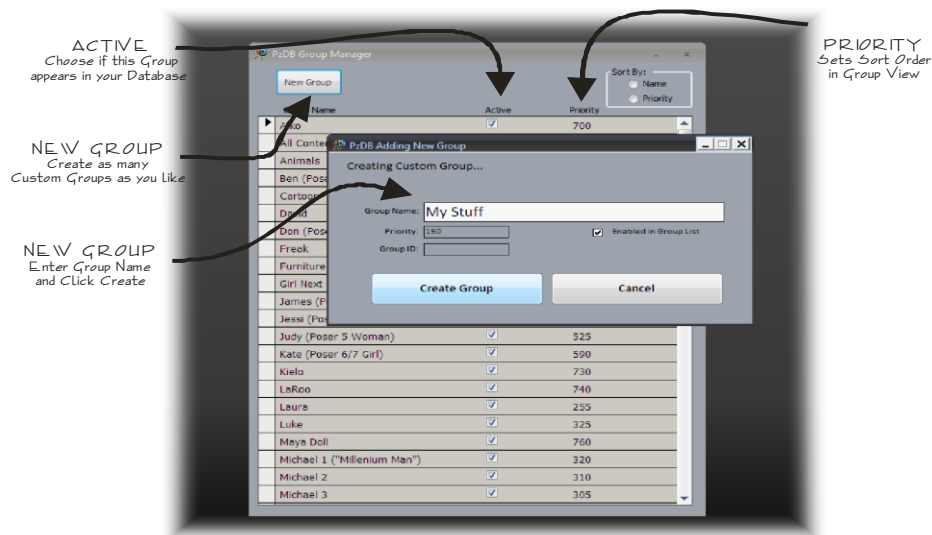 ACTIVE
Choose if this Group
appears in your Database
NEW GROUP
Create as many
Custom Groups as you like
NEW GROUP
Enter Group Name
and Click Create
PRIORITY
Sets Sort Order
in Group View
PzDB Group Manager
New Group
Sort By:
Name
Priority
Name Active Priority
Aiko 700
All Conte
Animals
Ben (Pose
Cartoon
David
Don (Pose
Freak
Furniture
Girl Next
James (P
Jessi (Pos
Judy (Poser 5 Woman) 525
Kate (Poser 6/7 Girl) 590
Kielo 730
LaRoo 740
Laura 255
Luke 325
Maya Doll 760
Michael 1 ("Millenium Man") 320
Michael 2 310
Michael 3 305
PzDB Adding New Group
Creating Custom Group...
Group Name: My Stuff
Priority: 150
Enabled in Group List
Group ID:
Create Group
Cancel